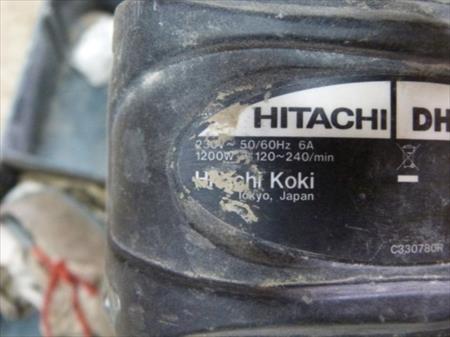 HITACHI DH
230V~ 50/60Hz 6A
1200W 120~240/min
Hitachi Koki
Tokyo, Japan
C330780R